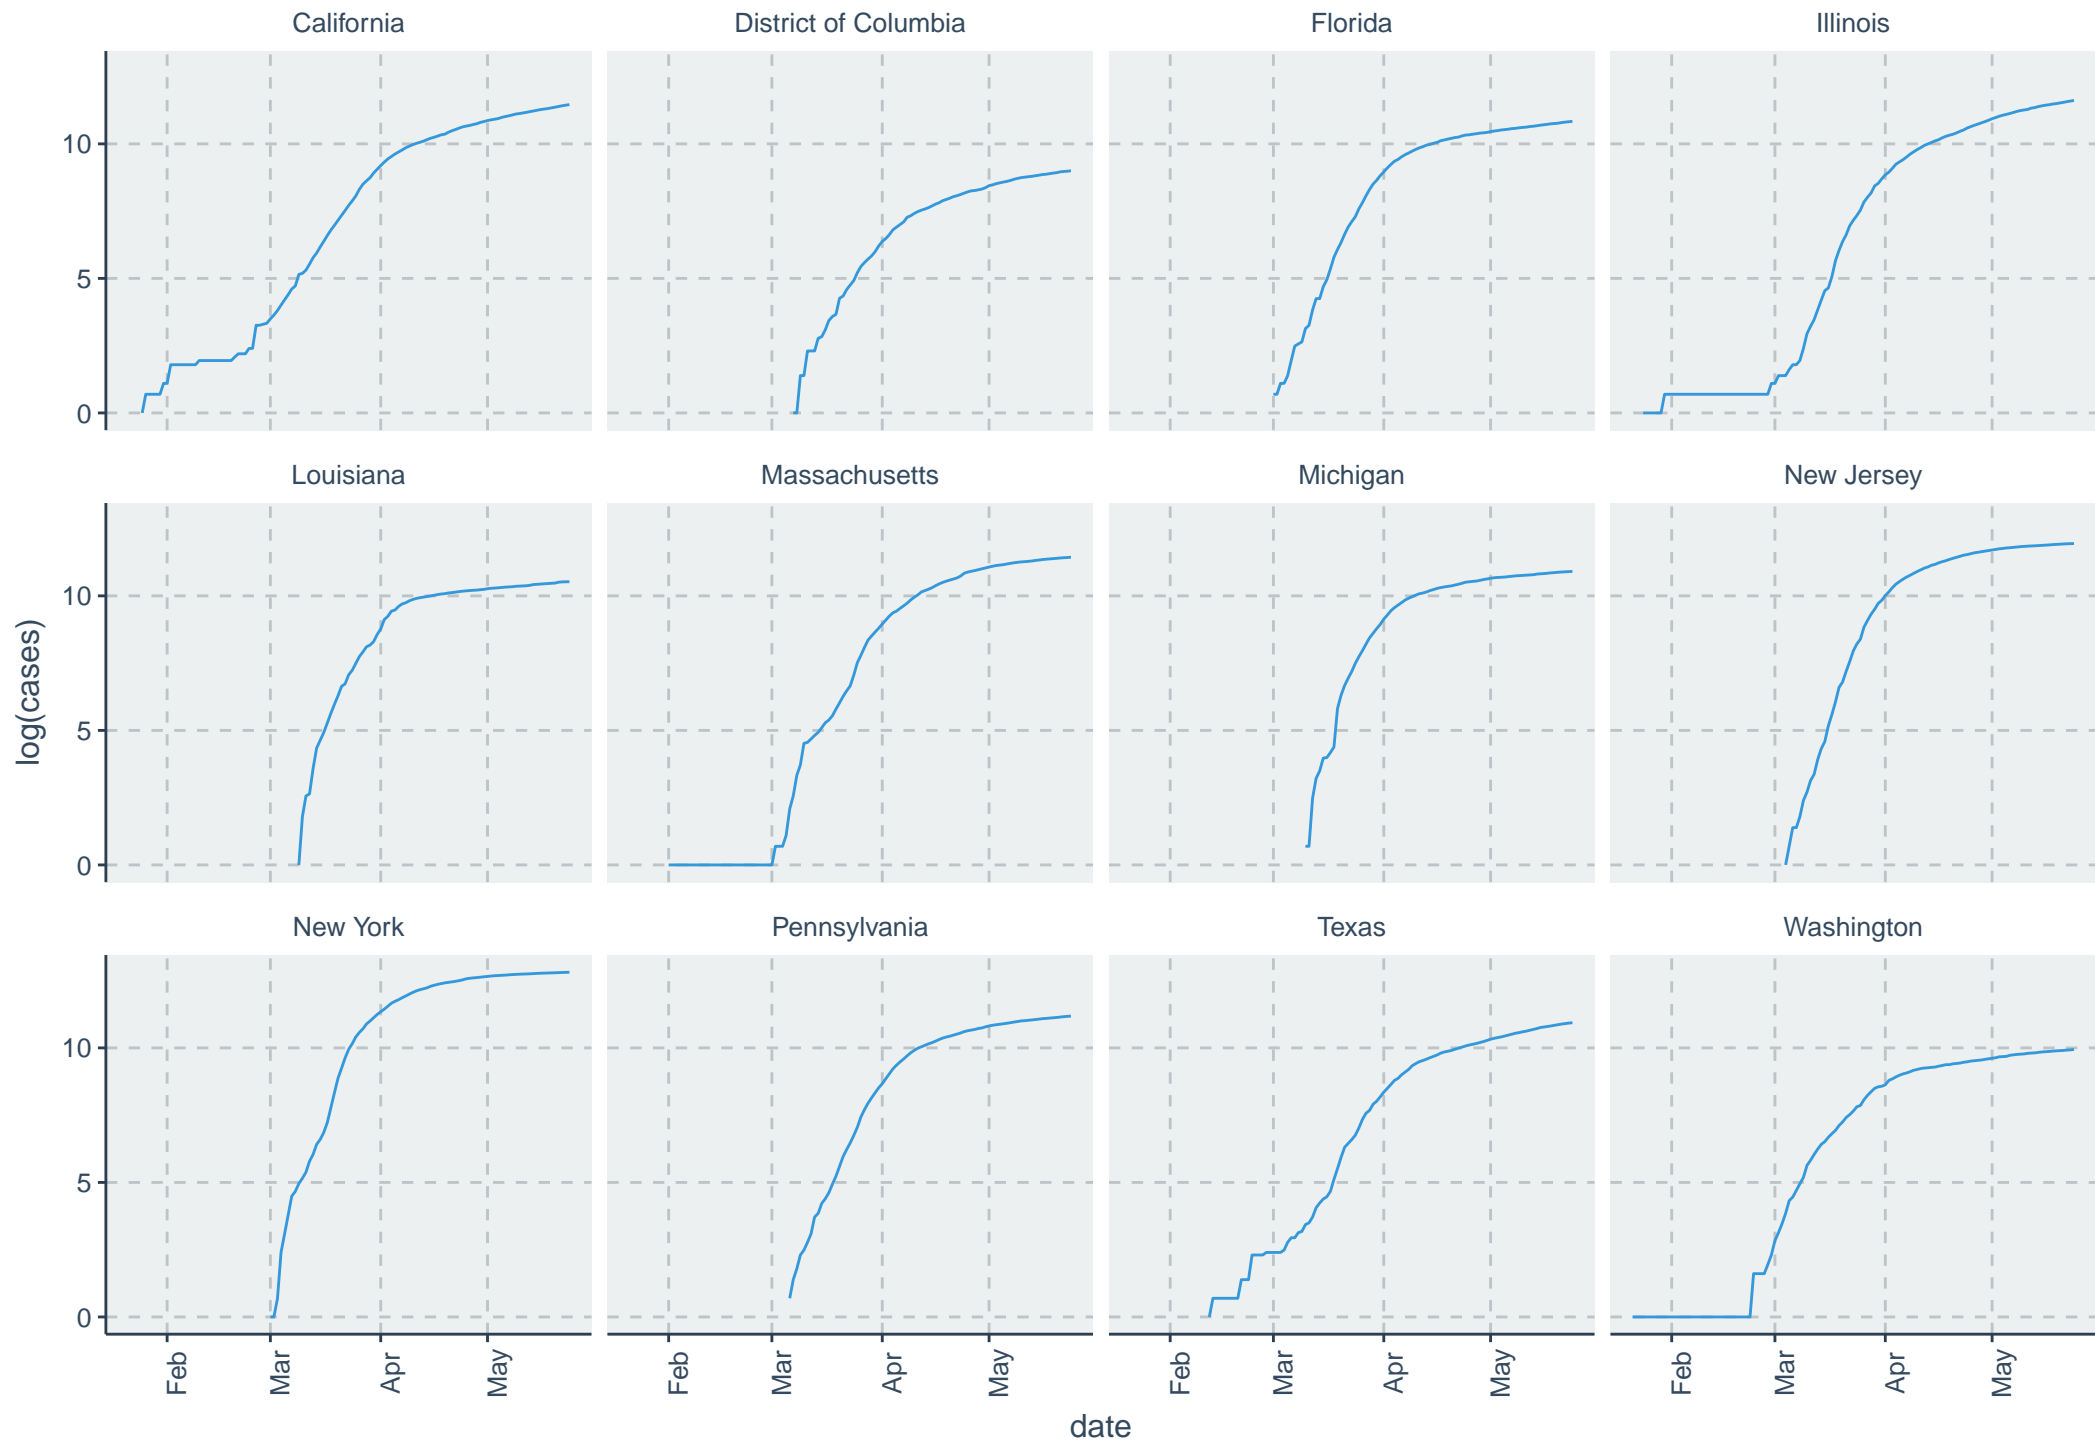 California District of Columbia Florida Illinois
10
5
0
Louisiana Massachusetts Michigan New Jersey
10
5
0
log(cases)
New York Pennsylvania Texas Washington
10
5
0
Feb Mar Apr May Feb Mar Apr May Feb Mar Apr May Feb Mar Apr May
date